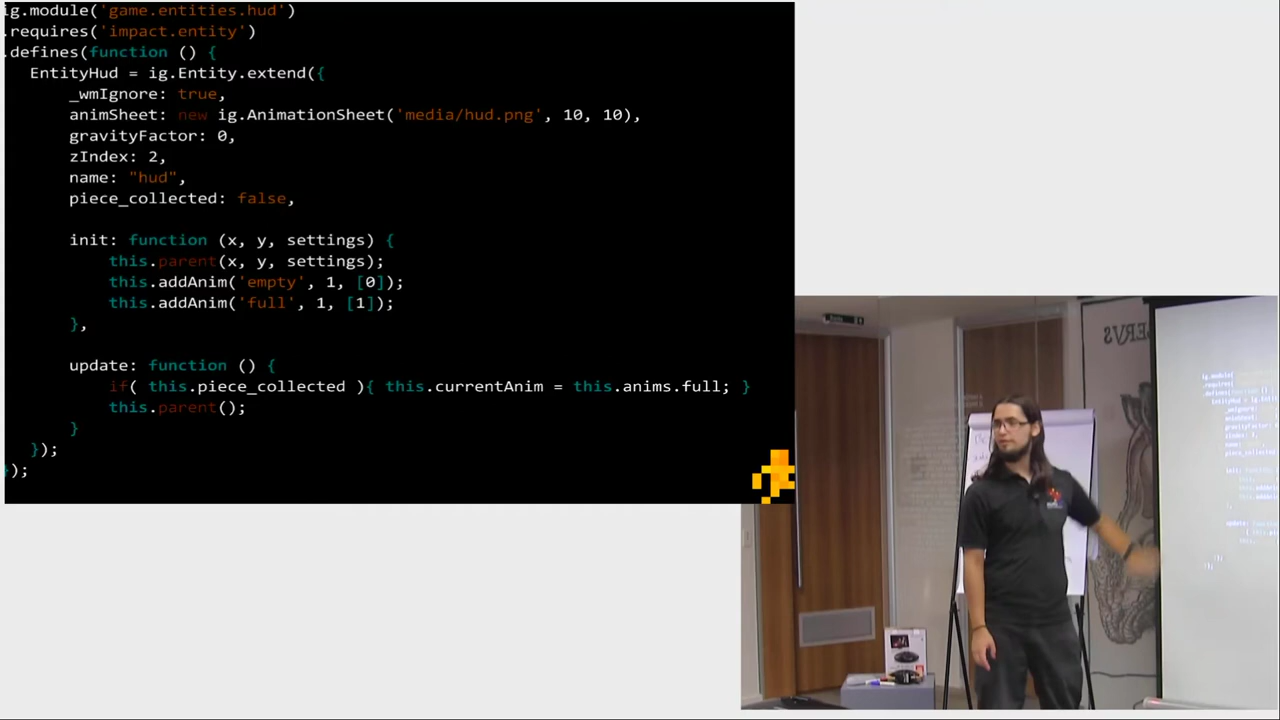 ig.module('game.entities.hud')
.requires('impact.entity')
.defines(function () {
EntityHud = ig.Entity.extend({
_wmIgnore: true,
animSheet: new ig.AnimationSheet('media/hud.png', 10, 10),
gravityFactor: 0,
zIndex: 2,
name: "hud",
piece_collected: false,
init: function (x, y, settings) {
this.parent(x, y, settings);
this.addAnim('empty', 1, [0]);
this.addAnim('full', 1, [1]);
},
update: function () {
if( this.piece_collected ){ this.currentAnim = this.anims.full; }
this.parent();
}
});
});